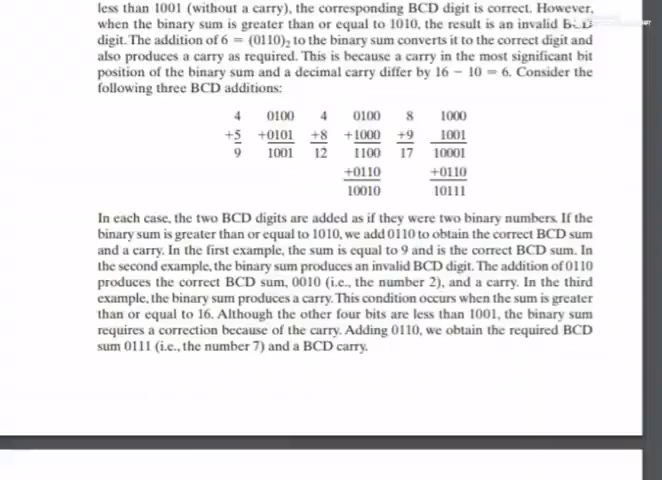 less than 1001 (without a carry), the corresponding BCD digit is correct. However,
when the binary sum is greater than or equal to 1010, the result is an invalid BCD
digit. The addition of 6 = (0110)₂ to the binary sum converts it to the correct digit and
also produces a carry as required. This is because a carry in the most significant bit
position of the binary sum and a decimal carry differ by 16 − 10 = 6. Consider the
following three BCD additions:
4 0100 4 0100 8 1000
+5 +0101 +8 +1000 +9 1001
9 1001 12 1100 17 10001
+0110 +0110
10010 10111
In each case, the two BCD digits are added as if they were two binary numbers. If the
binary sum is greater than or equal to 1010, we add 0110 to obtain the correct BCD sum
and a carry. In the first example, the sum is equal to 9 and is the correct BCD sum. In
the second example, the binary sum produces an invalid BCD digit. The addition of 0110
produces the correct BCD sum, 0010 (i.e., the number 2), and a carry. In the third
example, the binary sum produces a carry. This condition occurs when the sum is greater
than or equal to 16. Although the other four bits are less than 1001, the binary sum
requires a correction because of the carry. Adding 0110, we obtain the required BCD
sum 0111 (i.e., the number 7) and a BCD carry.